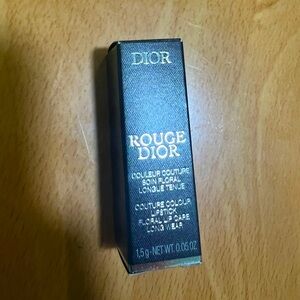 DIOR
ROUGE
DIOR
COULEUR COUTURE
SOIN FLORAL
LONGUE TENUE
COUTURE COLOUR
LIPSTICK
FLORAL LIP CARE
LONG WEAR
1,5 g - NET WT. 0.05 OZ